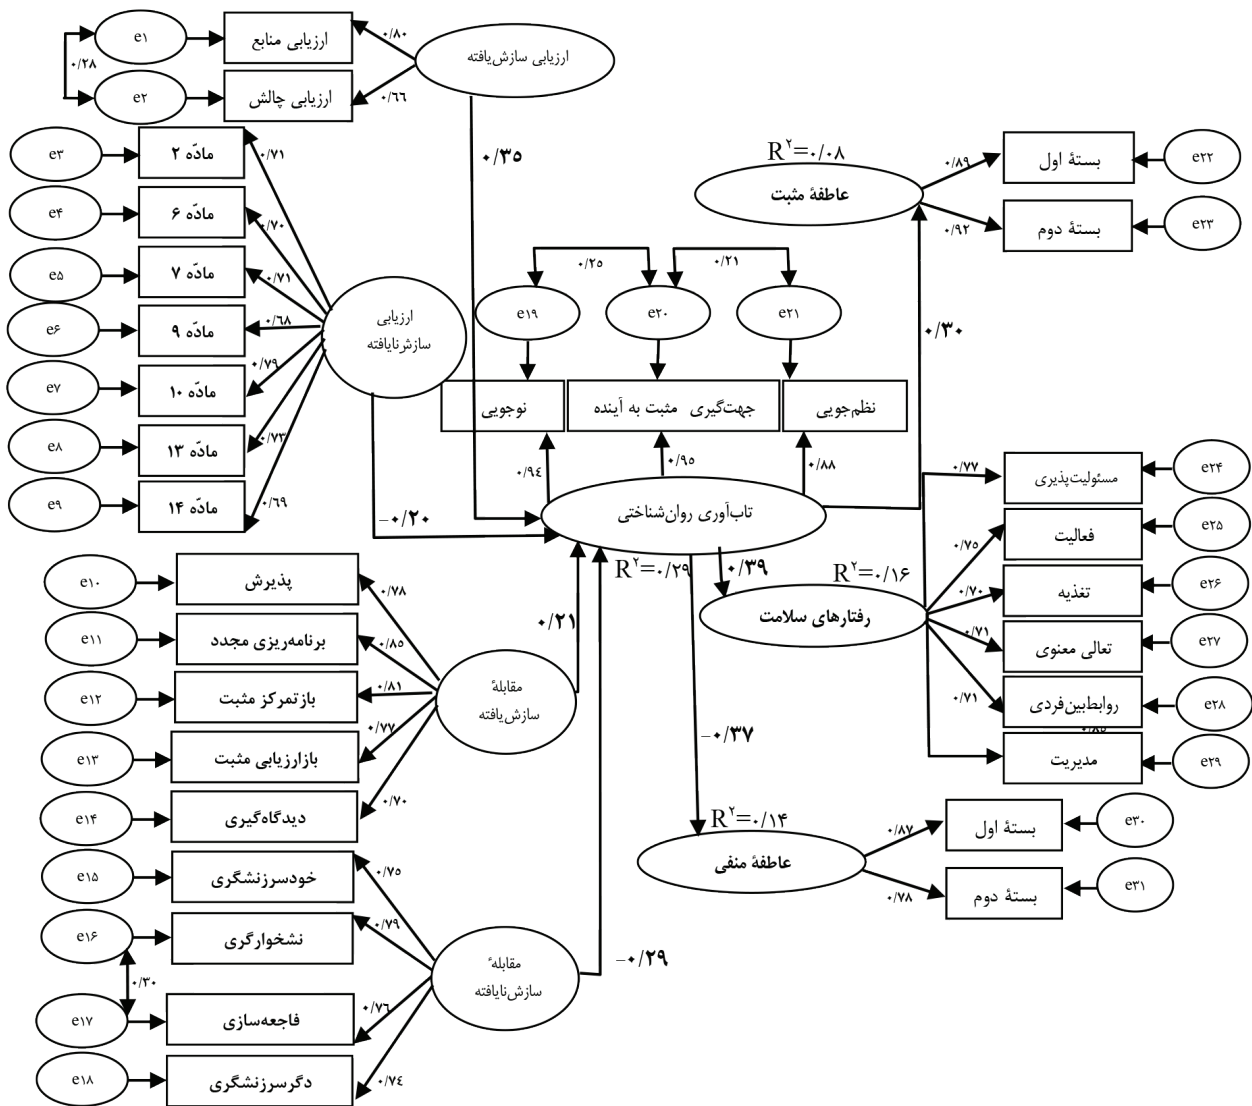 e۱
ارزیابی منابع
۰/۸۰
ارزیابی سازش‌یافته
۰/۲۸
e۲
ارزیابی چالش
۰/۶۶
e۳
مادّه ۲
۰/۷۱
e۴
مادّه ۶
۰/۷۰
e۵
مادّه ۷
۰/۷۱
e۶
مادّه ۹
۰/۶۸
e۷
مادّه ۱۰
۰/۷۹
e۸
مادّه ۱۳
۰/۷۳
e۹
مادّه ۱۴
۰/۶۹
ارزیابی
سازش‌نایافته
۰/۳۵
−۰/۲۰
R۲=۰/۰۸
عاطفهٔ مثبت
۰/۸۹
بستهٔ اول
e۲۲
۰/۹۲
بستهٔ دوم
e۲۳
۰/۲۵
۰/۲۱
e۱۹
e۲۰
e۲۱
نوجویی
جهت‌گیری مثبت به آینده
نظم‌جویی
۰/۹٤
۰/۹۵
۰/۸۸
تاب‌آوری روان‌شناختی
R۲=۰/۲۹
۰/۳۰
۰/۳۹
R۲=۰/۱۶
رفتارهای سلامت
۰/۷۷
مسئولیت‌پذیری
e۲۴
۰/۷۵
فعالیت
e۲۵
۰/۷۰
تغذیه
e۲۶
۰/۷۱
تعالی معنوی
e۲۷
۰/۷۱
روابط‌بین‌فردی
e۲۸
۰/۸۵
مدیریت
e۲۹
e۱۰
پذیرش
۰/۷۸
e۱۱
برنامه‌ریزی مجدد
۰/۸۵
e۱۲
بازتمرکز مثبت
۰/۸۱
e۱۳
بازارزیابی مثبت
۰/۷۷
e۱۴
دیدگاه‌گیری
۰/۷۰
مقابلهٔ
سازش‌یافته
۰/۲۱
−۰/۳۷
R۲=۰/۱۴
عاطفهٔ منفی
۰/۸۷
بستهٔ اول
e۳۰
۰/۷۸
بستهٔ دوم
e۳۱
e۱۵
خودسرزنشگری
۰/۷۵
e۱۶
نشخوارگری
۰/۷۹
۰/۳۰
e۱۷
فاجعه‌سازی
۰/۷٦
e۱۸
دگرسرزنشگری
۰/۷٤
مقابلهٔ
سازش‌نایافته
−۰/۲۹